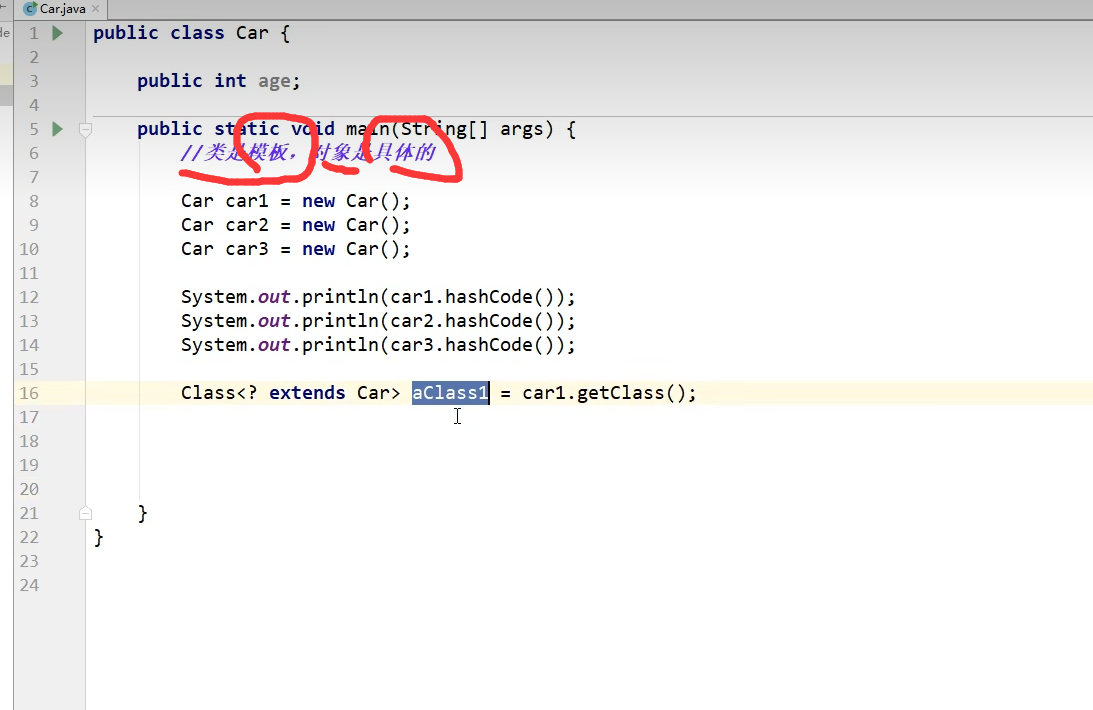 Car.java
de
1 public class Car {
2
3 public int age;
4
5 public static void main(String[] args) {
6 //类是模板，对象是具体的
7
8 Car car1 = new Car();
9 Car car2 = new Car();
10 Car car3 = new Car();
11
12 System.out.println(car1.hashCode());
13 System.out.println(car2.hashCode());
14 System.out.println(car3.hashCode());
15
16 Class<? extends Car> aClass1 = car1.getClass();
17
18
19
20
21 }
22 }
23
24